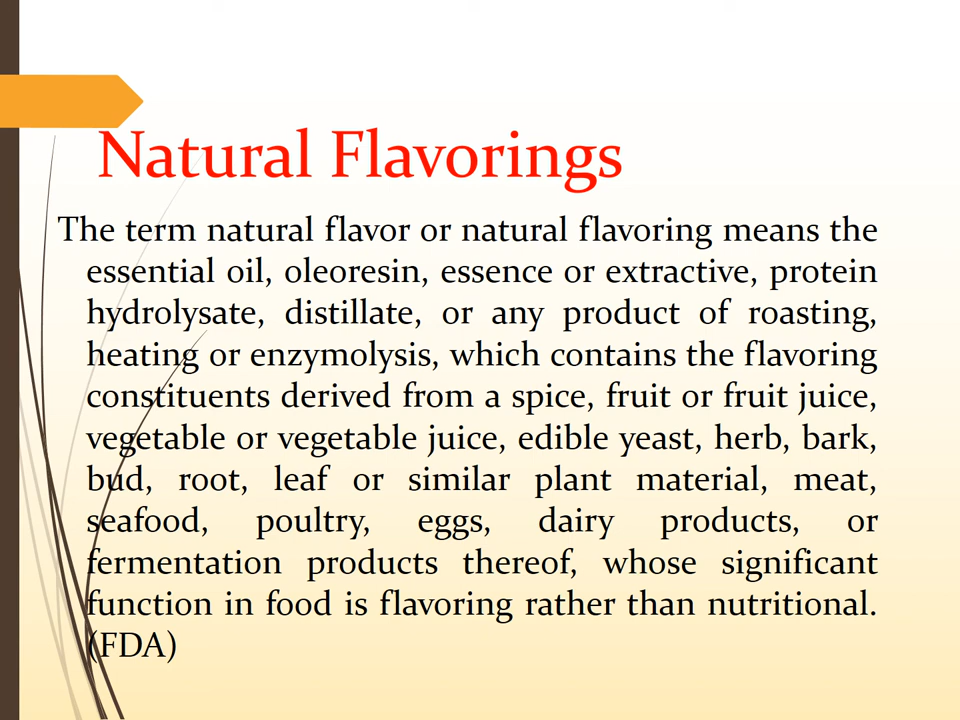 Natural Flavorings
The term natural flavor or natural flavoring means the
essential oil, oleoresin, essence or extractive, protein
hydrolysate, distillate, or any product of roasting,
heating or enzymolysis, which contains the flavoring
constituents derived from a spice, fruit or fruit juice,
vegetable or vegetable juice, edible yeast, herb, bark,
bud, root, leaf or similar plant material, meat,
seafood, poultry, eggs, dairy products, or
fermentation products thereof, whose significant
function in food is flavoring rather than nutritional.
(FDA)